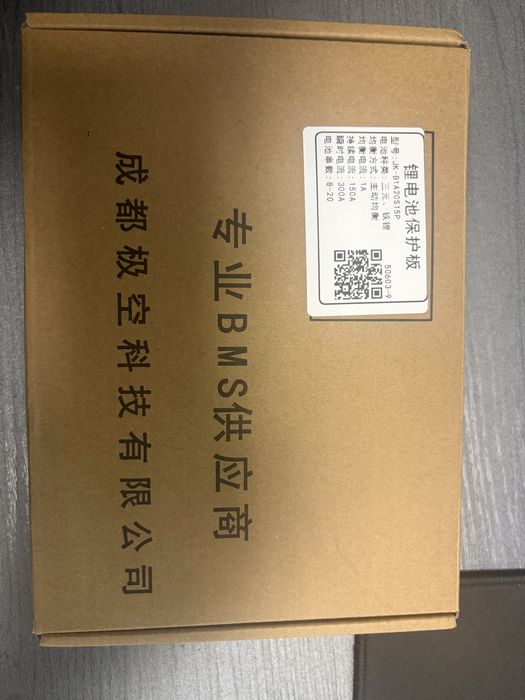 锂电池保护板
型号:JK-B1A20S15P
电池种类:三元、铁锂
均衡方式:主动均衡
均衡电流:1A
持续电流:150A
瞬时电流:300A
电池串数:8-20
50603-9
专业BMS供应商
成都极空科技有限公司